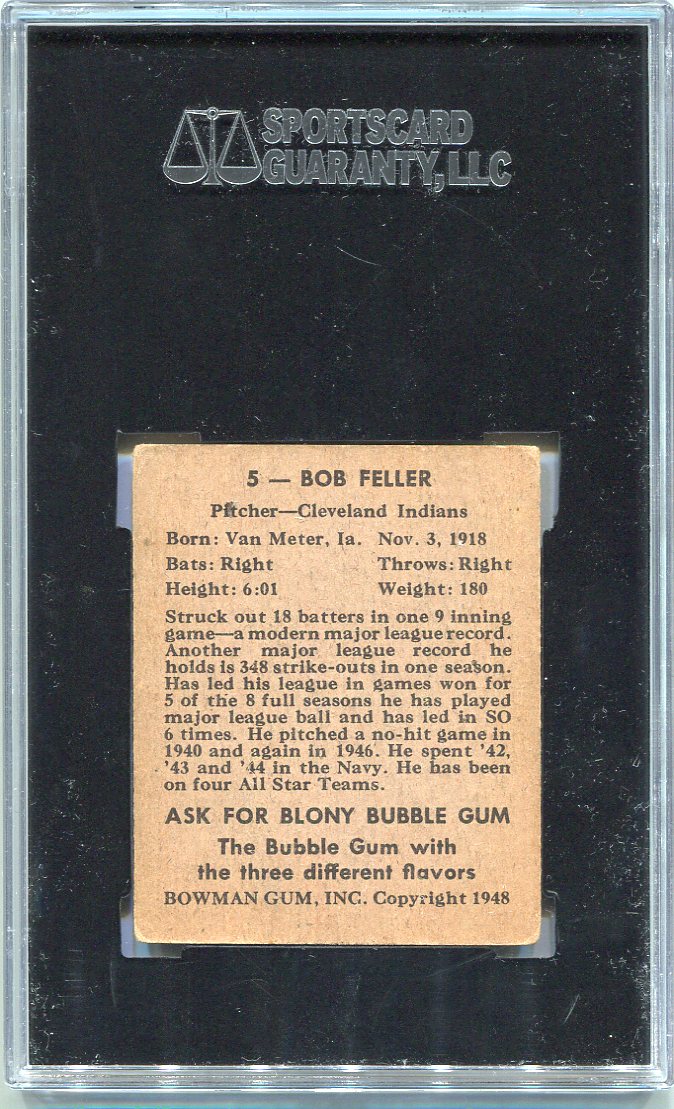 SPORTSCARD
GUARANTY, LLC
5 — BOB FELLER
Pitcher—Cleveland Indians
Born: Van Meter, Ia. Nov. 3, 1918
Bats: Right Throws: Right
Height: 6:01 Weight: 180
Struck out 18 batters in one 9 inning
game—a modern major league record.
Another major league record he
holds is 348 strike-outs in one season.
Has led his league in games won for
5 of the 8 full seasons he has played
major league ball and has led in SO
6 times. He pitched a no-hit game in
1940 and again in 1946. He spent '42,
'43 and '44 in the Navy. He has been
on four All Star Teams.
ASK FOR BLONY BUBBLE GUM
The Bubble Gum with
the three different flavors
BOWMAN GUM, INC. Copyright 1948